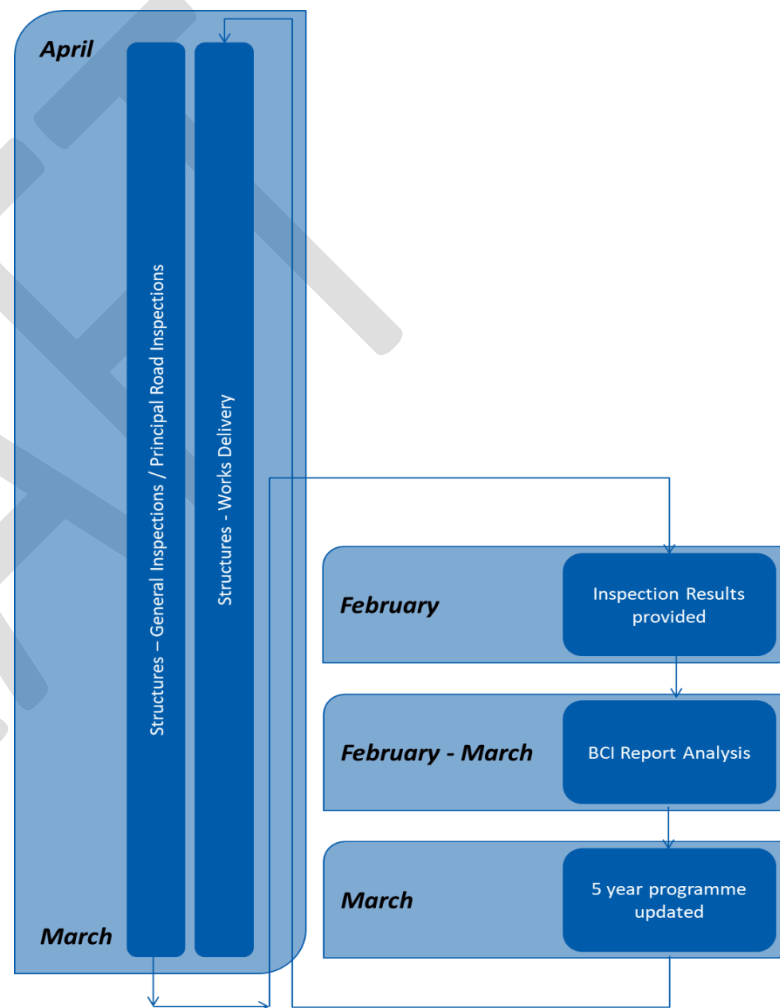 April
Structures – General Inspections / Principal Road Inspections
Structures - Works Delivery
March
February
Inspection Results
provided
February - March
BCI Report Analysis
March
5 year programme
updated